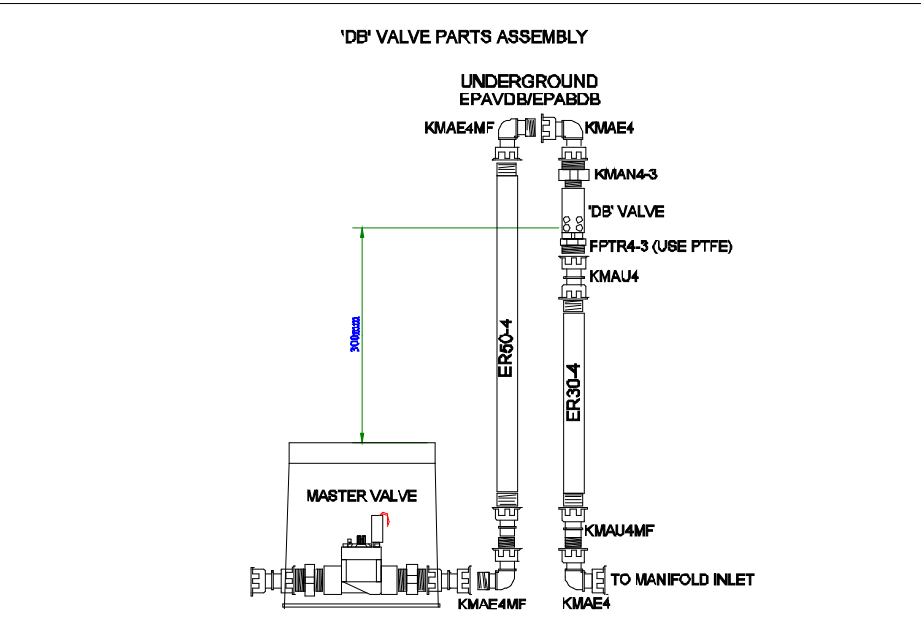 'DB' VALVE PARTS ASSEMBLY
UNDERGROUND
EPAVDB/EPABDB
KMAE4MF
KMAE4
KMAN4-3
'DB' VALVE
FPTR4-3 (USE PTFE)
KMAU4
300mm
ER50-4
ER30-4
MASTER VALVE
KMAU4MF
TO MANIFOLD INLET
KMAE4MF
KMAE4